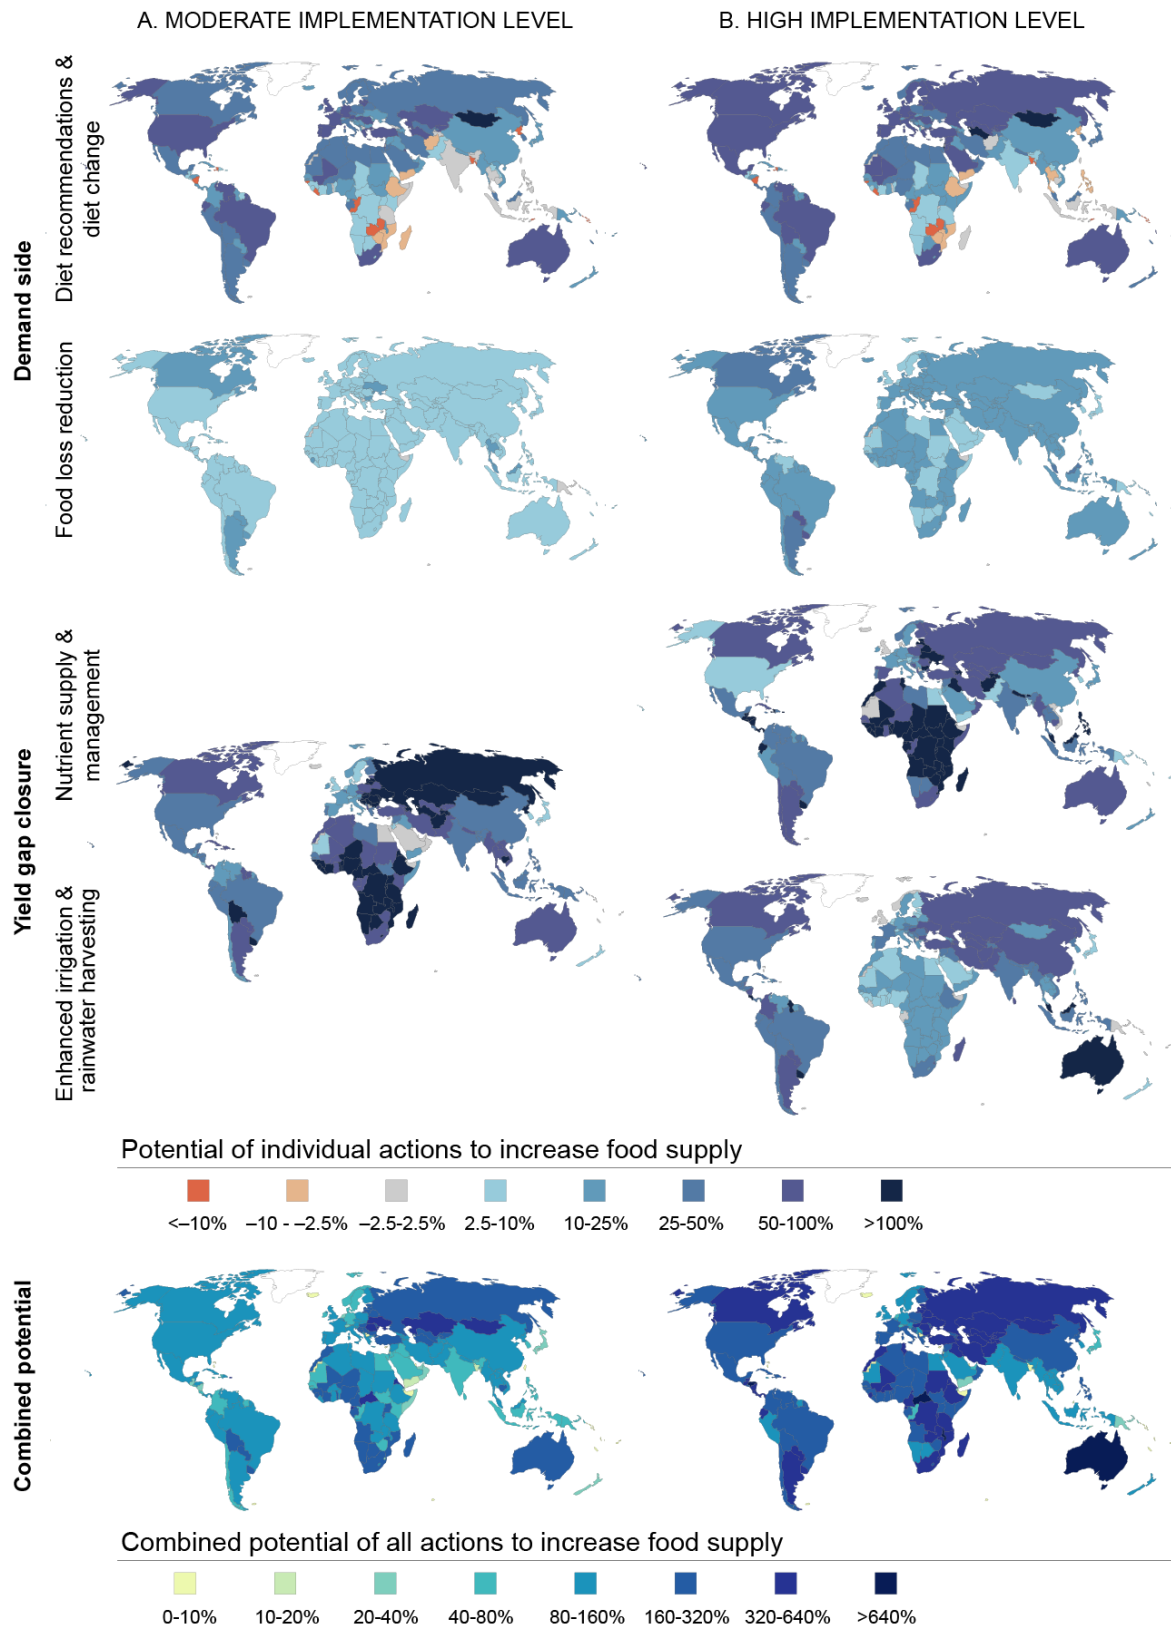 A. MODERATE IMPLEMENTATION LEVEL
B. HIGH IMPLEMENTATION LEVEL
Demand side
Diet recommendations &
diet change
Food loss reduction
Yield gap closure
Nutrient supply &
management
Enhanced irrigation &
rainwater harvesting
Potential of individual actions to increase food supply
<–10%
–10 - –2.5%
–2.5-2.5%
2.5-10%
10-25%
25-50%
50-100%
>100%
Combined potential
Combined potential of all actions to increase food supply
0-10%
10-20%
20-40%
40-80%
80-160%
160-320%
320-640%
>640%